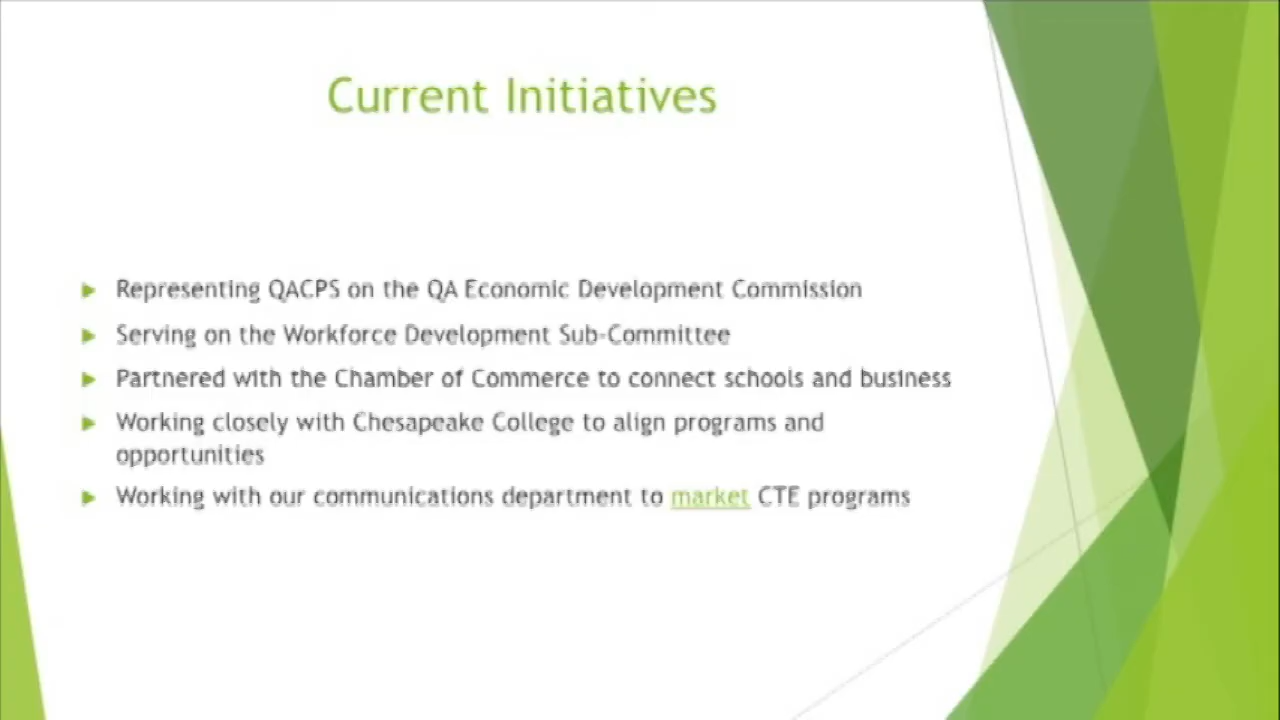 Current Initiatives
Representing QACPS on the QA Economic Development Commission
Serving on the Workforce Development Sub-Committee
Partnered with the Chamber of Commerce to connect schools and business
Working closely with Chesapeake College to align programs and
opportunities
Working with our communications department to market CTE programs